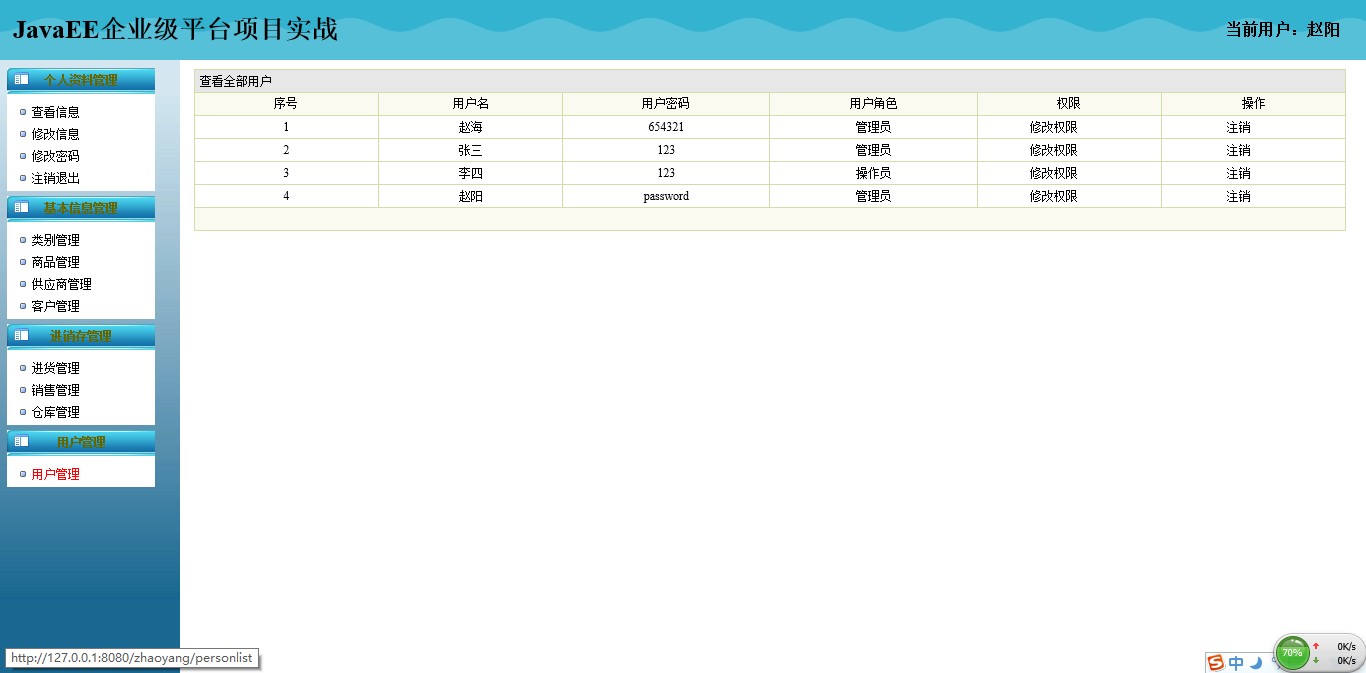 JavaEE企业级平台项目实战
当前用户：赵阳
个人资料管理
查看信息
修改信息
修改密码
注销退出
基本信息管理
类别管理
商品管理
供应商管理
客户管理
进销存管理
进货管理
销售管理
仓库管理
用户管理
用户管理
查看全部用户
序号 用户名 用户密码 用户角色 权限 操作
1 赵海 654321 管理员 修改权限 注销
2 张三 123 管理员 修改权限 注销
3 李四 123 操作员 修改权限 注销
4 赵阳 password 管理员 修改权限 注销
http://127.0.0.1:8080/zhaoyang/personlist
S 中
70%
0K/s
0K/s